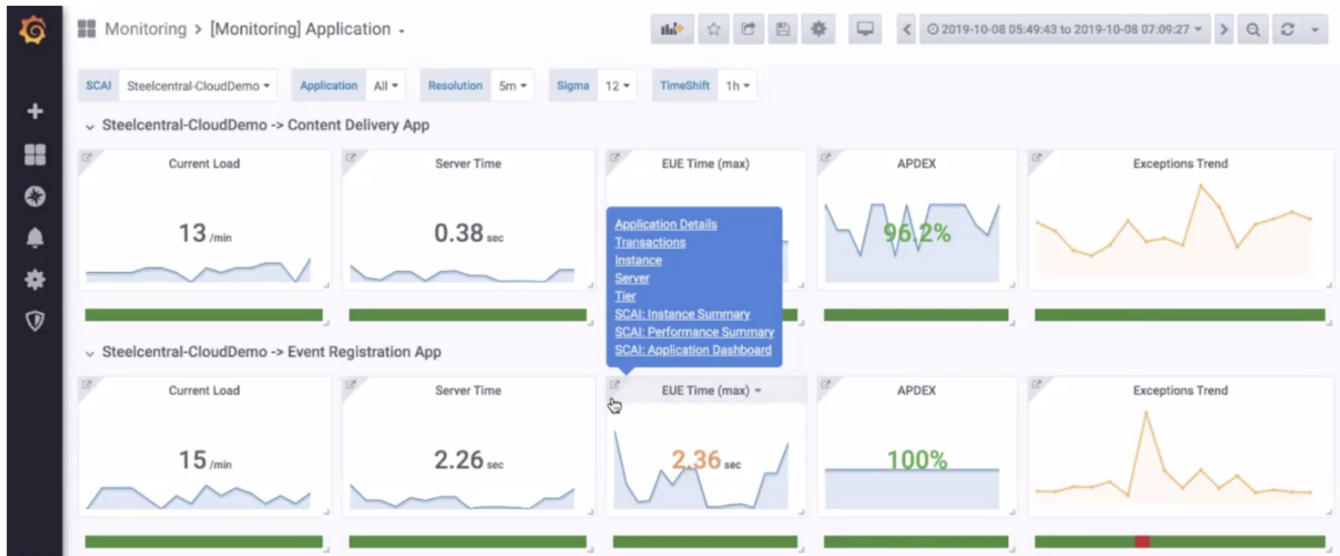 Monitoring > [Monitoring] Application
2019-10-08 05:49:43 to 2019-10-08 07:09:27
SCAI Steelcentral-CloudDemo Application All Resolution 5m Sigma 12 TimeShift 1h
Steelcentral-CloudDemo -> Content Delivery App
Current Load Server Time EUE Time (max) APDEX Exceptions Trend
13 /min 0.38 sec 96.2%
Application Details
Transactions
Instance
Server
Tier
SCAI: Instance Summary
SCAI: Performance Summary
SCAI: Application Dashboard
Steelcentral-CloudDemo -> Event Registration App
Current Load Server Time EUE Time (max) APDEX Exceptions Trend
15 /min 2.26 sec 2.36 sec 100%